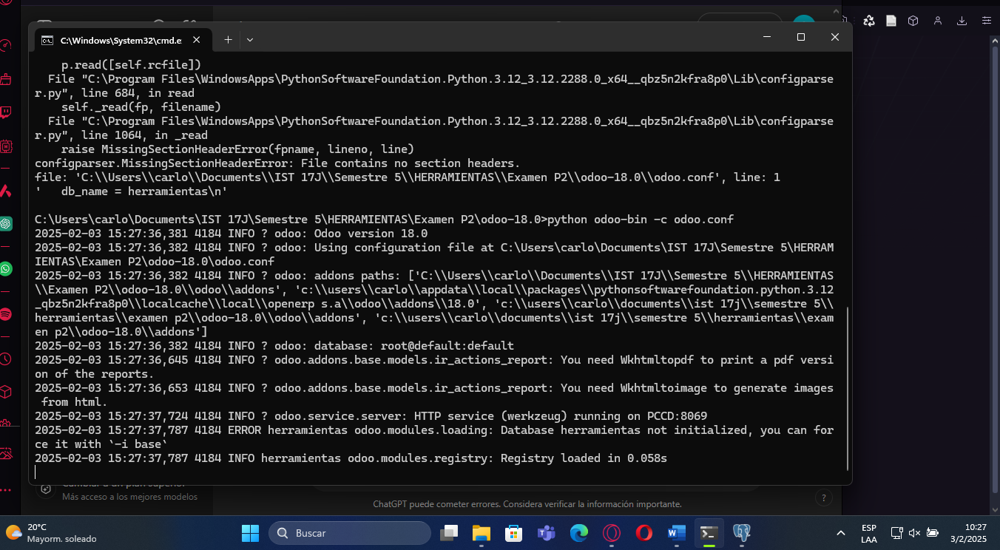 C:\Windows\System32\cmd.e
p.read([self.rcfile])
File "C:\Program Files\WindowsApps\PythonSoftwareFoundation.Python.3.12_3.12.2288.0_x64__qbz5n2kfra8p0\Lib\configparse
r.py", line 684, in read
self._read(fp, filename)
File "C:\Program Files\WindowsApps\PythonSoftwareFoundation.Python.3.12_3.12.2288.0_x64__qbz5n2kfra8p0\Lib\configparse
r.py", line 1064, in _read
raise MissingSectionHeaderError(fpname, lineno, line)
configparser.MissingSectionHeaderError: File contains no section headers.
file: 'C:\\Users\\carlo\\Documents\\IST 17J\\Semestre 5\\HERRAMIENTAS\\Examen P2\\odoo-18.0\\odoo.conf', line: 1
'   db_name = herramientas\n'
C:\Users\carlo\Documents\IST 17J\Semestre 5\HERRAMIENTAS\Examen P2\odoo-18.0>python odoo-bin -c odoo.conf
2025-02-03 15:27:36,381 4184 INFO ? odoo: Odoo version 18.0
2025-02-03 15:27:36,382 4184 INFO ? odoo: Using configuration file at C:\Users\carlo\Documents\IST 17J\Semestre 5\HERRAM
IENTAS\Examen P2\odoo-18.0\odoo.conf
2025-02-03 15:27:36,382 4184 INFO ? odoo: addons paths: ['C:\\Users\\carlo\\Documents\\IST 17J\\Semestre 5\\HERRAMIENTAS
\\Examen P2\\odoo-18.0\\odoo\\addons', 'c:\\users\\carlo\\appdata\\local\\packages\\pythonsoftwarefoundation.python.3.12
_qbz5n2kfra8p0\\localcache\\local\\openerp s.a\\odoo\\addons\\18.0', 'c:\\users\\carlo\\documents\\ist 17j\\semestre 5\\
herramientas\\examen p2\\odoo-18.0\\odoo\\addons', 'c:\\users\\carlo\\documents\\ist 17j\\semestre 5\\herramientas\\exam
en p2\\odoo-18.0\\addons']
2025-02-03 15:27:36,382 4184 INFO ? odoo: database: root@default:default
2025-02-03 15:27:36,645 4184 INFO ? odoo.addons.base.models.ir_actions_report: You need Wkhtmltopdf to print a pdf versi
on of the reports.
2025-02-03 15:27:36,653 4184 INFO ? odoo.addons.base.models.ir_actions_report: You need Wkhtmltoimage to generate images
from html.
2025-02-03 15:27:37,724 4184 INFO ? odoo.service.server: HTTP service (werkzeug) running on PCCD:8069
2025-02-03 15:27:37,787 4184 ERROR herramientas odoo.modules.loading: Database herramientas not initialized, you can for
ce it with `-i base`
2025-02-03 15:27:37,787 4184 INFO herramientas odoo.modules.registry: Registry loaded in 0.058s
Más acceso a los mejores modelos
ChatGPT puede cometer errores. Considera verificar la información importante.
?
20°C
Mayorm. soleado
Buscar
ESP
LAA
10:27
3/2/2025